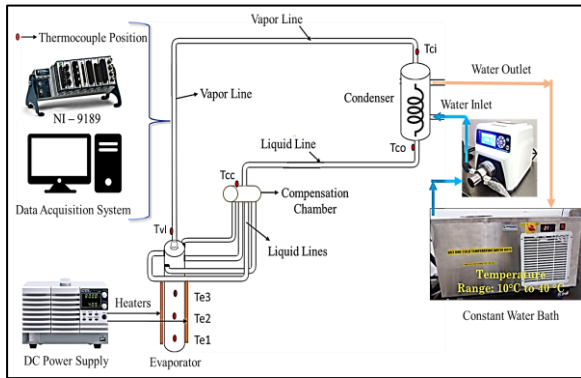 Thermocouple Position
NI – 9189
Data Acquisition System
Vapor Line
Vapor Line
Tci
Condenser
Water Outlet
Water Inlet
Liquid Line
Tco
Tcc
Compensation
Chamber
Tvl
Liquid Lines
Heaters
Te3
Te2
Te1
DC Power Supply
Evaporator
Temperature
Range: 10°C to 40 °C
Constant Water Bath